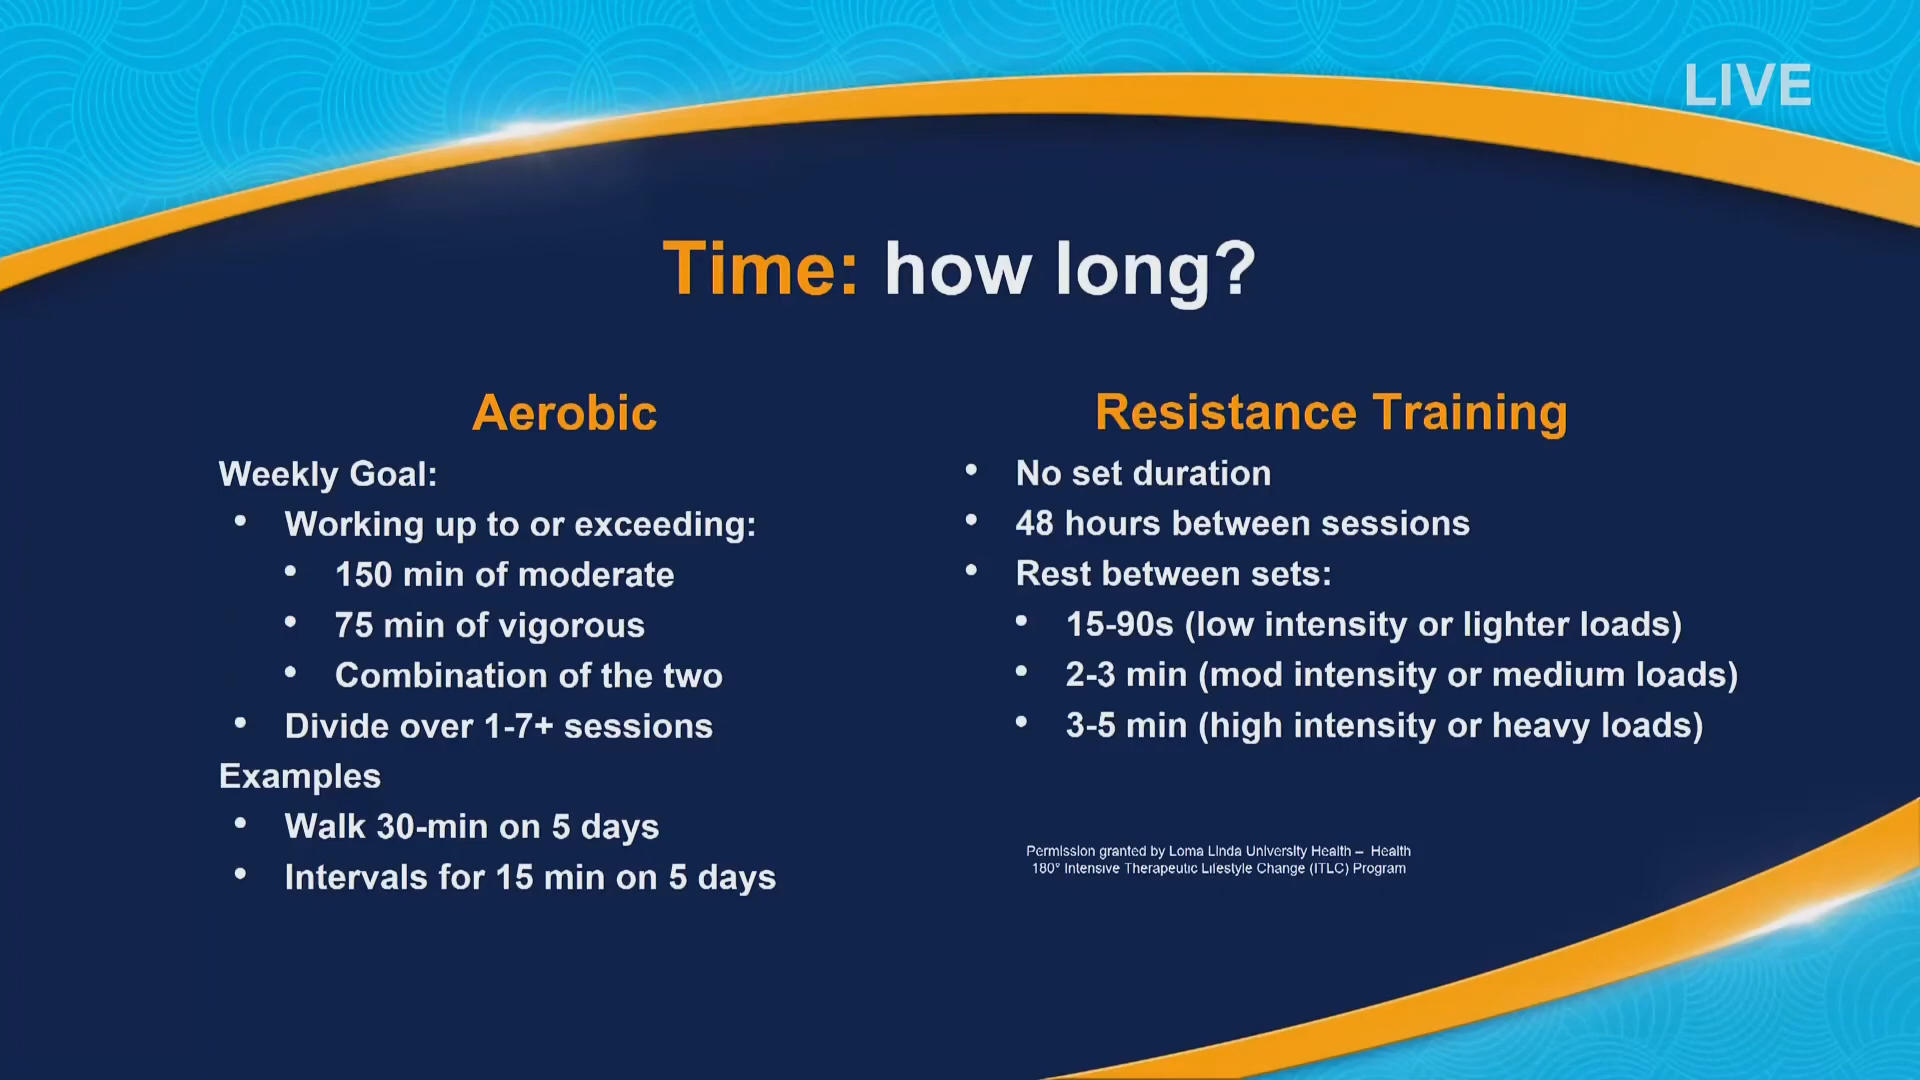 LIVE
Time: how long?
Aerobic
Weekly Goal:
• Working up to or exceeding:
• 150 min of moderate
• 75 min of vigorous
• Combination of the two
• Divide over 1-7+ sessions
Examples
• Walk 30-min on 5 days
• Intervals for 15 min on 5 days
Resistance Training
• No set duration
• 48 hours between sessions
• Rest between sets:
• 15-90s (low intensity or lighter loads)
• 2-3 min (mod intensity or medium loads)
• 3-5 min (high intensity or heavy loads)
Permission granted by Loma Linda University Health – Health
180° Intensive Therapeutic Lifestyle Change (ITLC) Program